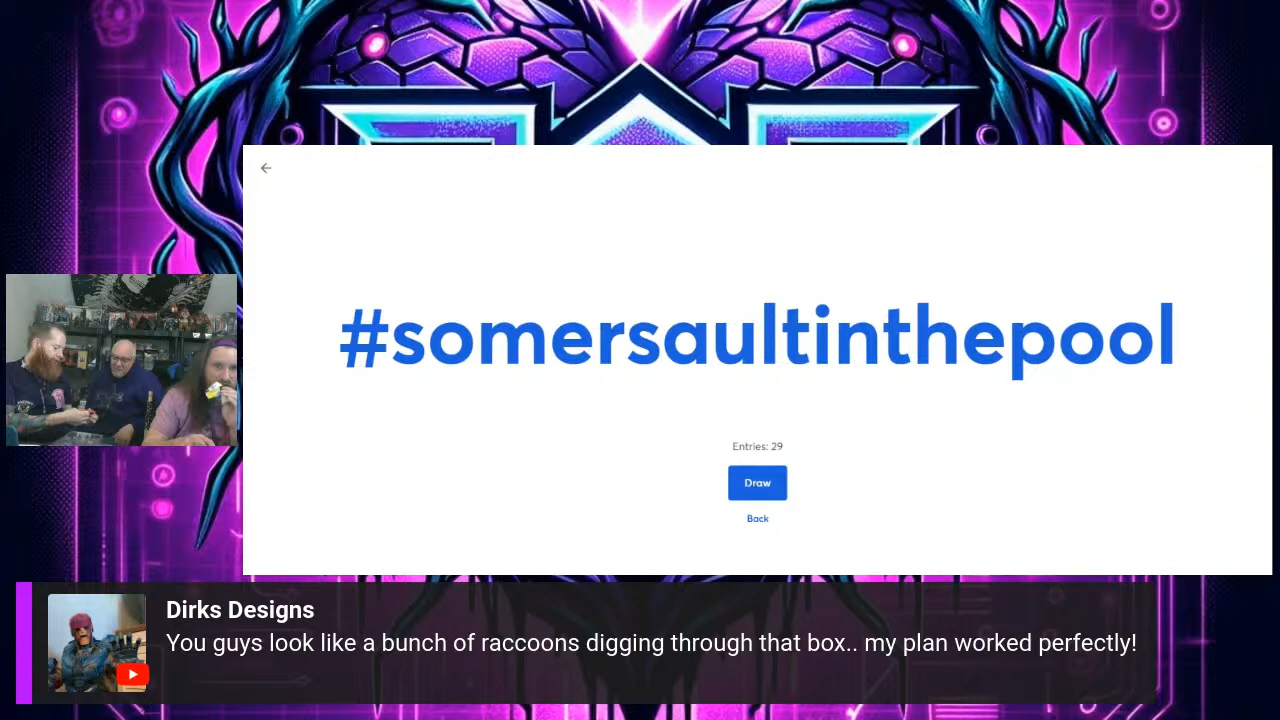 #somersaultinthepool
Entries: 29
Draw
Back
Dirks Designs
You guys look like a bunch of raccoons digging through that box.. my plan worked perfectly!